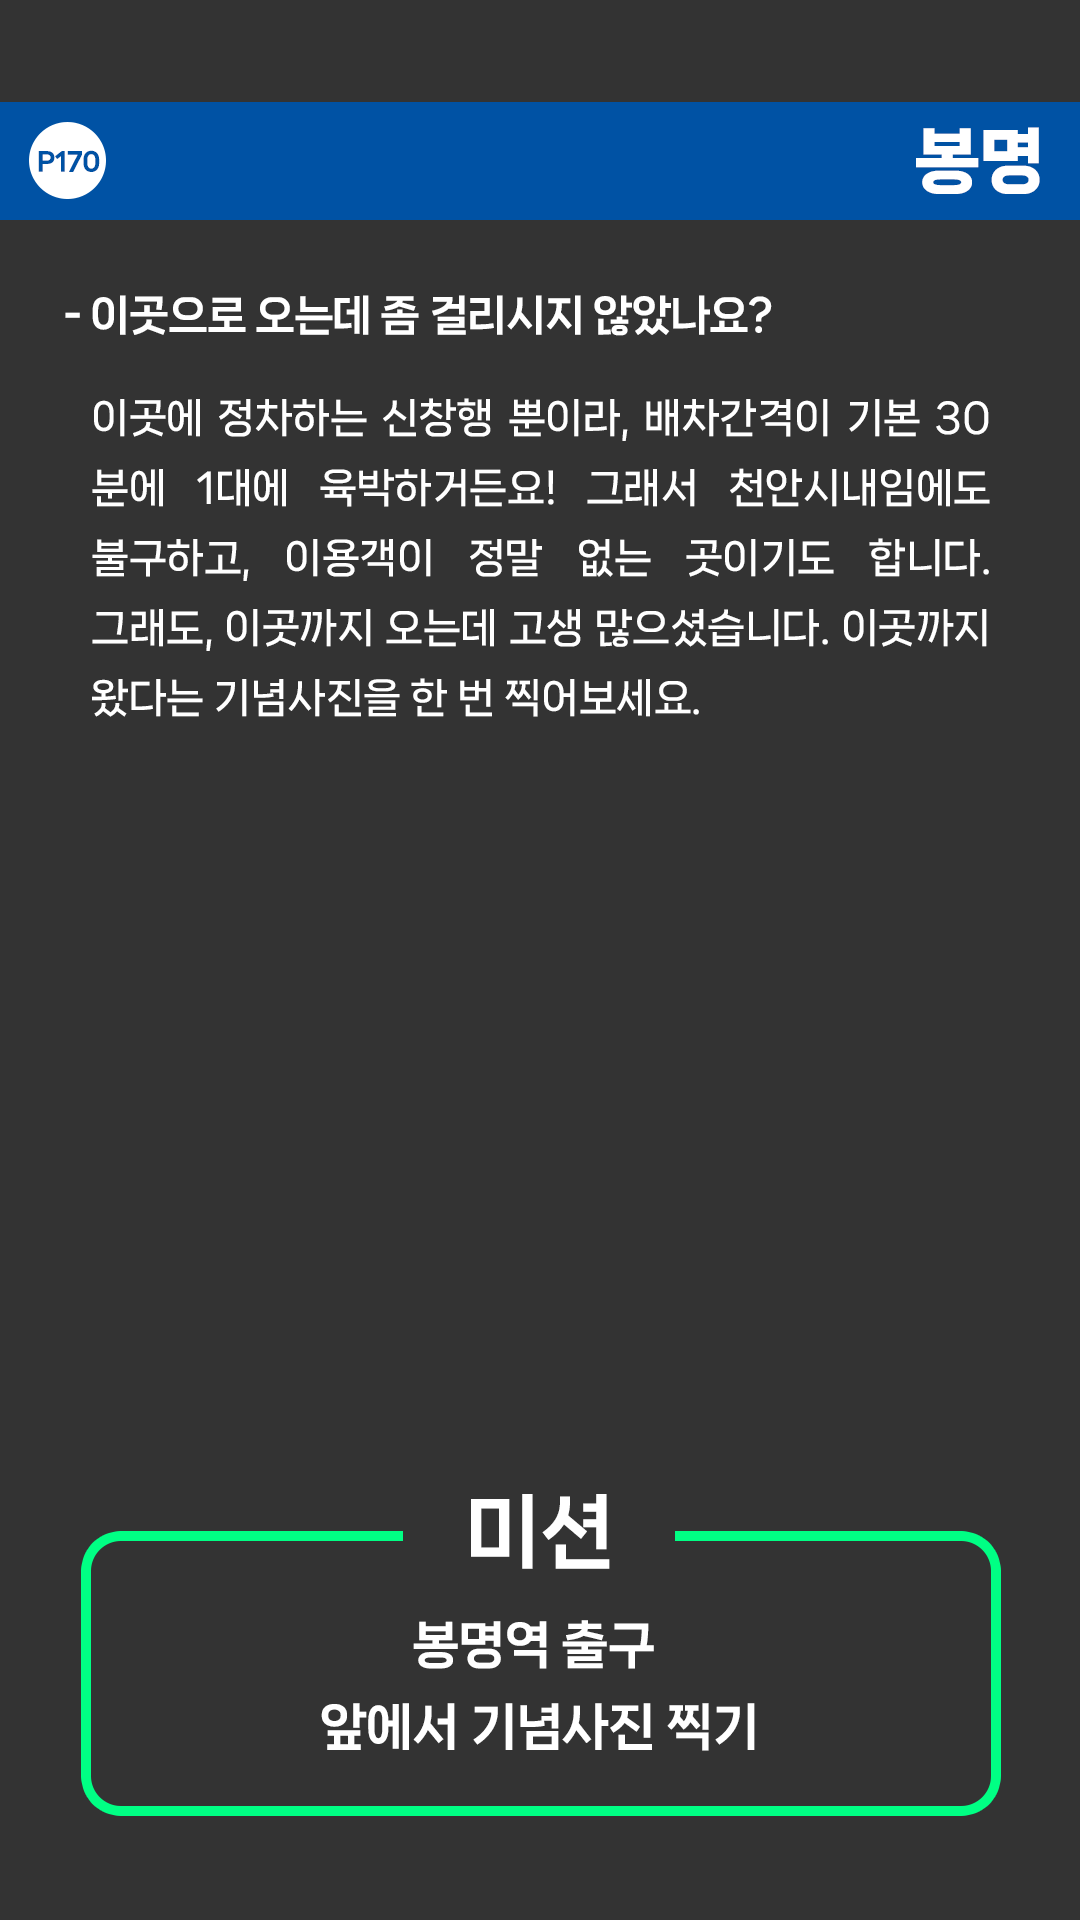 P170
봉명
- 이곳으로 오는데 좀 걸리시지 않았나요?
이곳에 정차하는 신창행 뿐이라, 배차간격이 기본 30
분에 1대에 육박하거든요! 그래서 천안시내임에도
불구하고, 이용객이 정말 없는 곳이기도 합니다.
그래도, 이곳까지 오는데 고생 많으셨습니다. 이곳까지
왔다는 기념사진을 한 번 찍어보세요.
미션
봉명역 출구
앞에서 기념사진 찍기